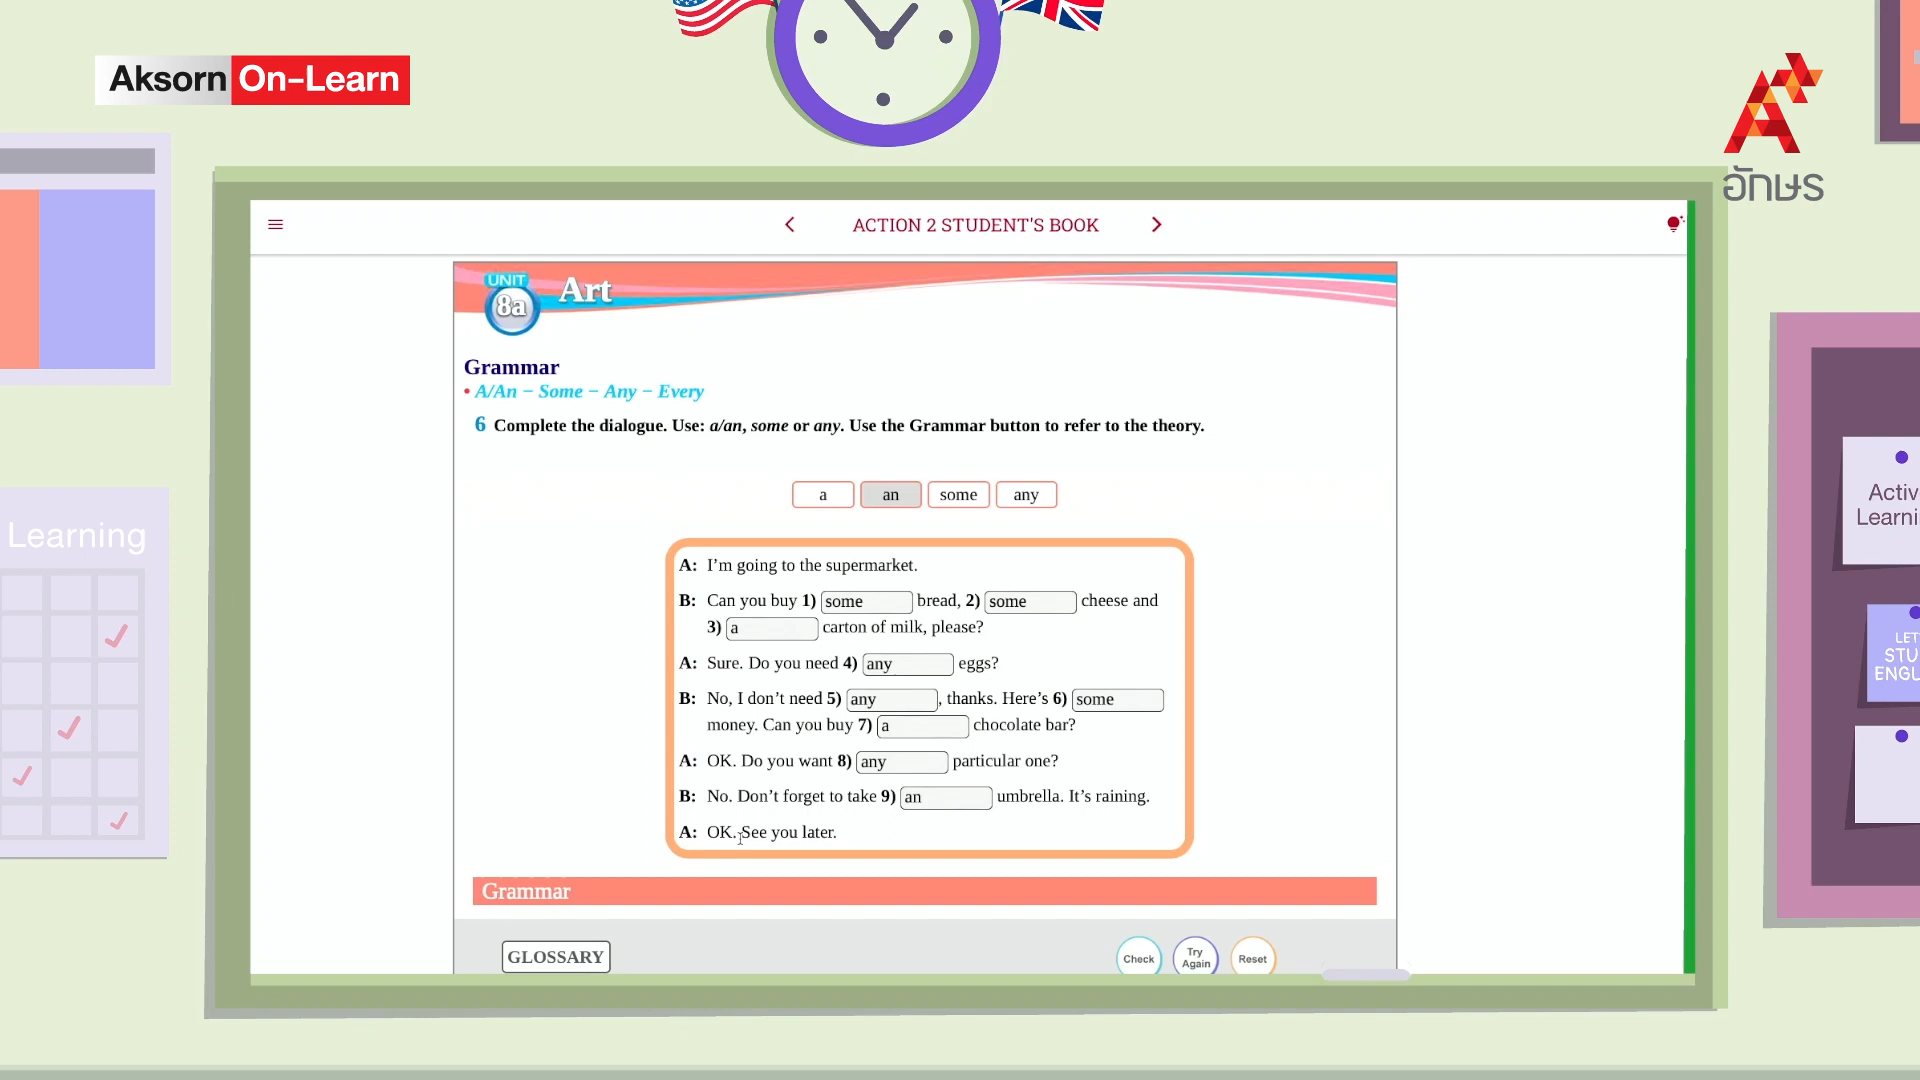 Aksorn On-Learn
อักษร
ACTION 2 STUDENT'S BOOK
UNIT
8a
Art
Grammar
• A/An – Some – Any – Every
6 Complete the dialogue. Use: a/an, some or any. Use the Grammar button to refer to the theory.
a an some any
A: I’m going to the supermarket.
B: Can you buy 1) some bread, 2) some cheese and
3) a carton of milk, please?
A: Sure. Do you need 4) any eggs?
B: No, I don’t need 5) any, thanks. Here’s 6) some
money. Can you buy 7) a chocolate bar?
A: OK. Do you want 8) any particular one?
B: No. Don’t forget to take 9) an umbrella. It’s raining.
A: OK. See you later.
Grammar
GLOSSARY
Check
Try
Again
Reset
Learning